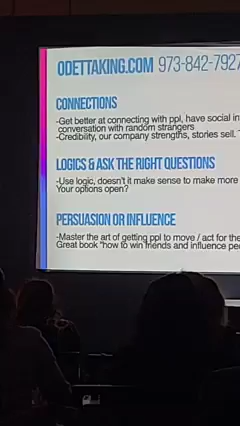 ODETTAKING.COM 973-842-7927
CONNECTIONS
-Get better at connecting with ppl, have social in
conversation with random strangers
-Credibility, our company strengths, stories sell.
LOGICS & ASK THE RIGHT QUESTIONS
-Use logic, doesn't it make sense to make more
Your options open?
PERSUASION OR INFLUENCE
-Master the art of getting ppl to move / act for the
Great book "how to win friends and influence pe